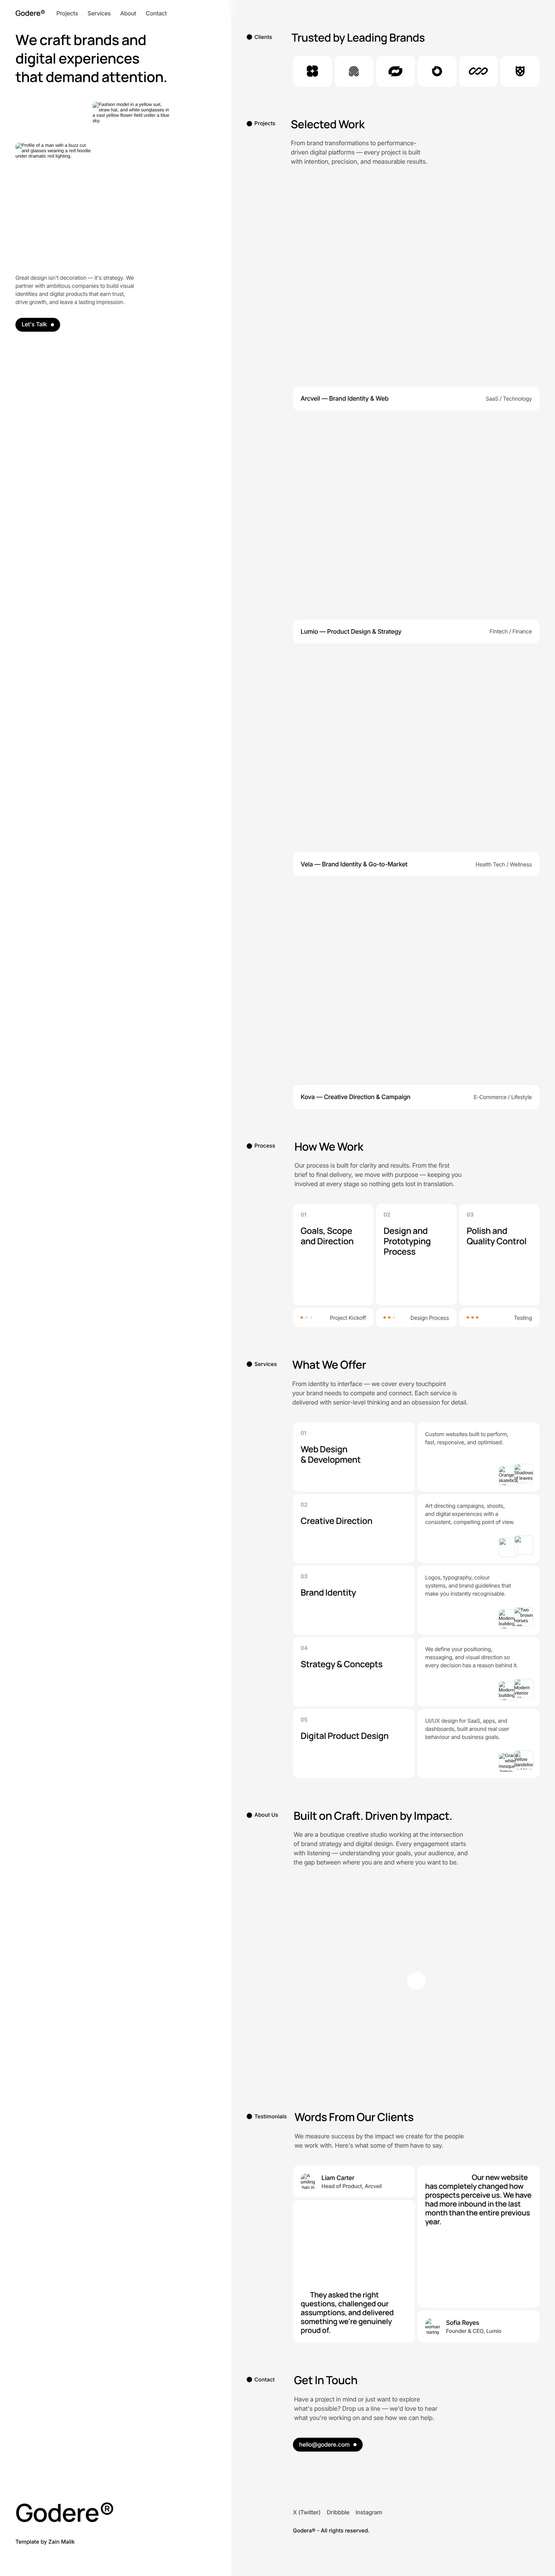 Godere®
Projects
Services
About
Contact
We craft brands and
digital experiences
that demand attention.
Fashion model in a yellow suit,
straw hat, and white sunglasses in
a vast yellow flower field under a blue
sky.
Profile of a man with a buzz cut
and glasses wearing a red hoodie
under dramatic red lighting.
Great design isn't decoration — it's strategy. We
partner with ambitious companies to build visual
identities and digital products that earn trust,
drive growth, and leave a lasting impression.
Let's Talk
Clients
Trusted by Leading Brands
Projects
Selected Work
From brand transformations to performance-
driven digital platforms — every project is built
with intention, precision, and measurable results.
Arcveil — Brand Identity & Web
SaaS / Technology
Lumio — Product Design & Strategy
Fintech / Finance
Vela — Brand Identity & Go-to-Market
Health Tech / Wellness
Kova — Creative Direction & Campaign
E-Commerce / Lifestyle
Process
How We Work
Our process is built for clarity and results. From the first
brief to final delivery, we move with purpose — keeping you
involved at every stage so nothing gets lost in translation.
01
Goals, Scope
and Direction
Project Kickoff
02
Design and
Prototyping
Process
Design Process
03
Polish and
Quality Control
Testing
Services
What We Offer
From identity to interface — we cover every touchpoint
your brand needs to compete and connect. Each service is
delivered with senior-level thinking and an obsession for detail.
01
Web Design
& Development
Custom websites built to perform,
fast, responsive, and optimised.
Orange
skateboard
Shadows
of leaves
02
Creative Direction
Art directing campaigns, shoots,
and digital experiences with a
consistent, compelling point of view.
03
Brand Identity
Logos, typography, colour
systems, and brand guidelines that
make you instantly recognisable.
Modern
building
Two
brown
horses
04
Strategy & Concepts
We define your positioning,
messaging, and visual direction so
every decision has a reason behind it.
Modern
building
Modern
interior
05
Digital Product Design
UI/UX design for SaaS, apps, and
dashboards, built around real user
behaviour and business goals.
white
mosque
Yellow
dandelion
About Us
Built on Craft. Driven by Impact.
We are a boutique creative studio working at the intersection
of brand strategy and digital design. Every engagement starts
with listening — understanding your goals, your audience, and
the gap between where you are and where you want to be.
Testimonials
Words From Our Clients
We measure success by the impact we create for the people
we work with. Here's what some of them have to say.
A
smiling
man in
Liam Carter
Head of Product, Arcveil
They asked the right
questions, challenged our
assumptions, and delivered
something we're genuinely
proud of.
Our new website
has completely changed how
prospects perceive us. We have
had more inbound in the last
month than the entire previous
year.
woman
Sofia Reyes
Founder & CEO, Lumio
Contact
Get In Touch
Have a project in mind or just want to explore
what's possible? Drop us a line — we'd love to hear
what you're working on and see how we can help.
hello@godere.com
Godere®
Template by Zain Malik
X (Twitter)
Dribbble
Instagram
Godera® - All rights reserved.